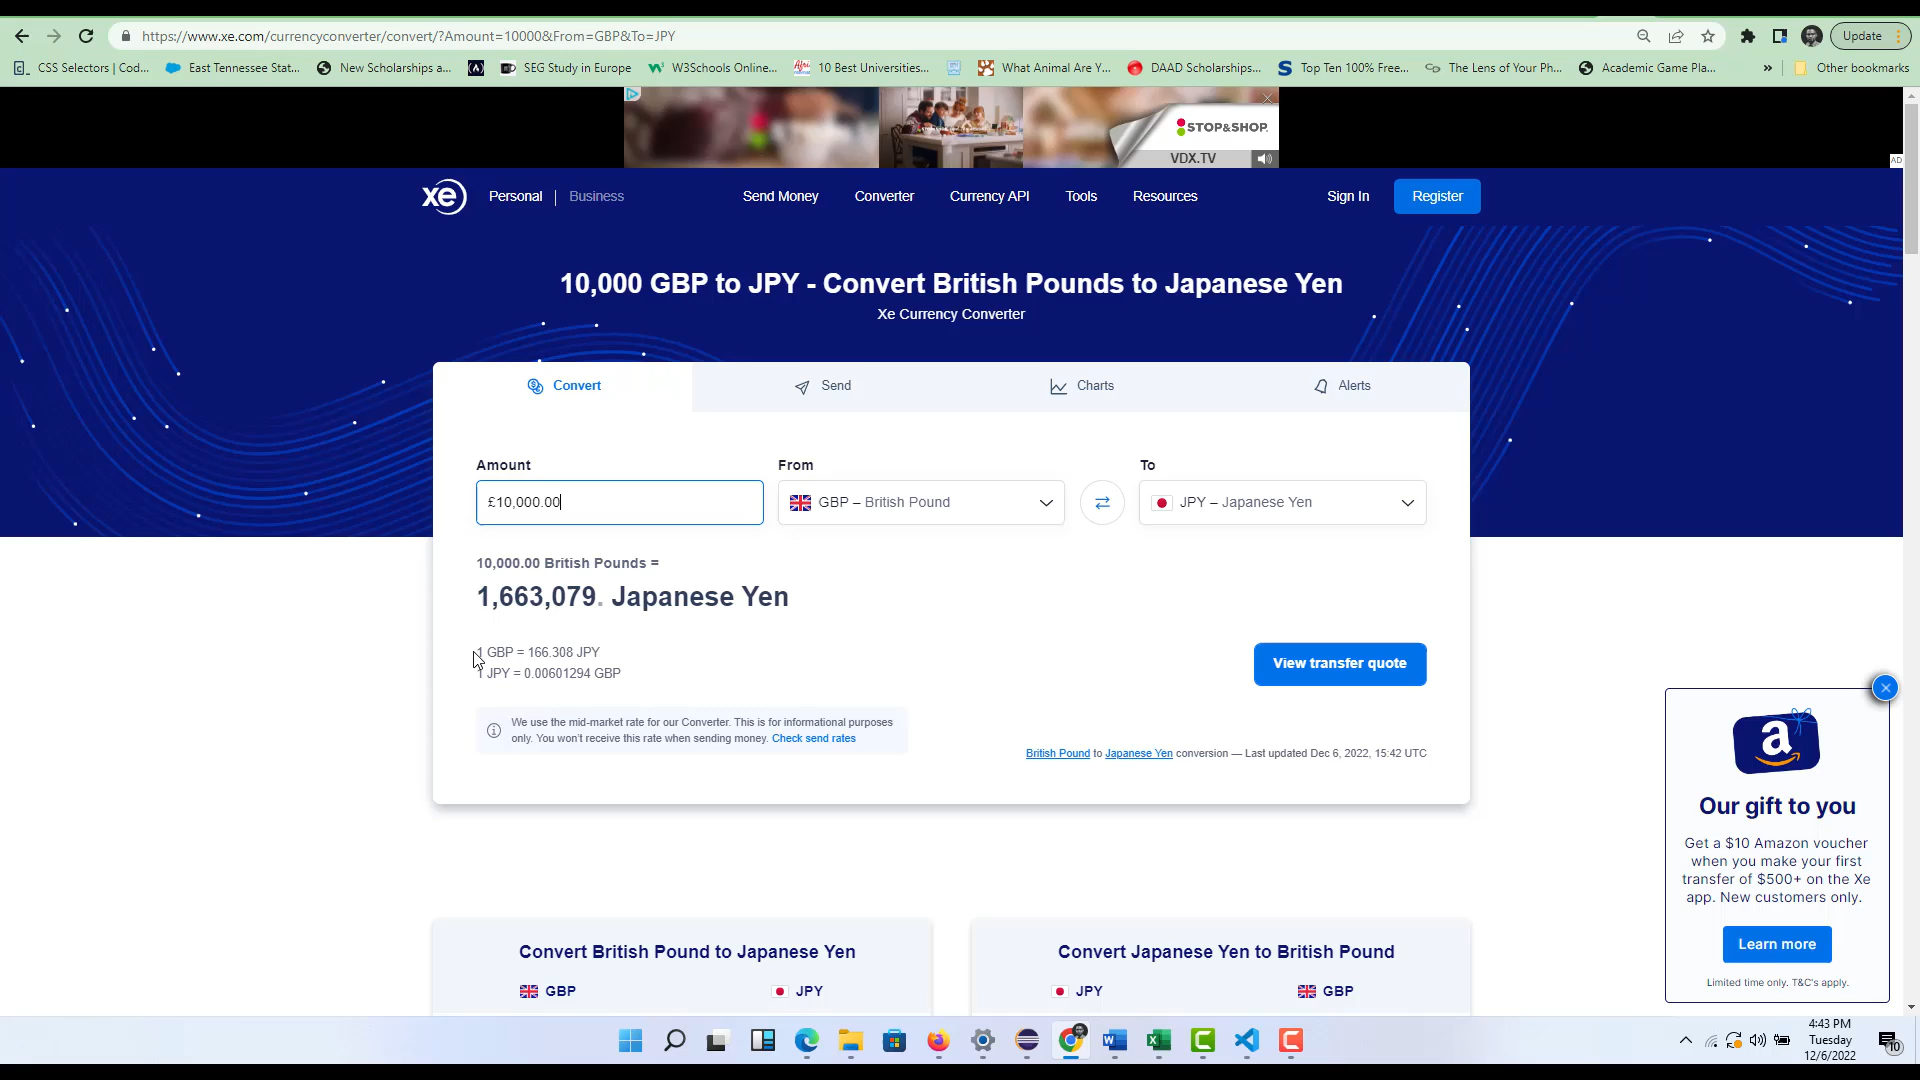 https://www.xe.com/currencyconverter/convert/?Amount=10000&From=GBP&To=JPY
Update
CSS Selectors | Cod...
East Tennessee Stat...
New Scholarships a...
SEG Study in Europe
W3Schools Online...
10 Best Universities...
What Animal Are Y...
DAAD Scholarships...
Top Ten 100% Free...
The Lens of Your Ph...
Academic Game Pla...
»
Other bookmarks
STOP&SHOP.
VDX.TV
AD
xe
Personal
Business
Send Money
Converter
Currency API
Tools
Resources
Sign In
Register
10,000 GBP to JPY - Convert British Pounds to Japanese Yen
Xe Currency Converter
Convert
Send
Charts
Alerts
Amount
From
To
£10,000.00
GBP – British Pound
JPY – Japanese Yen
10,000.00 British Pounds =
1,663,079. Japanese Yen
1 GBP = 166.308 JPY
1 JPY = 0.00601294 GBP
View transfer quote
We use the mid-market rate for our Converter. This is for informational purposes
only. You won't receive this rate when sending money. Check send rates
British Pound to Japanese Yen conversion — Last updated Dec 6, 2022, 15:42 UTC
a
Our gift to you
Get a $10 Amazon voucher
when you make your first
transfer of $500+ on the Xe
app. New customers only.
Learn more
Limited time only. T&C's apply.
Convert British Pound to Japanese Yen
GBP
JPY
Convert Japanese Yen to British Pound
JPY
GBP
4:43 PM
Tuesday
12/6/2022
10